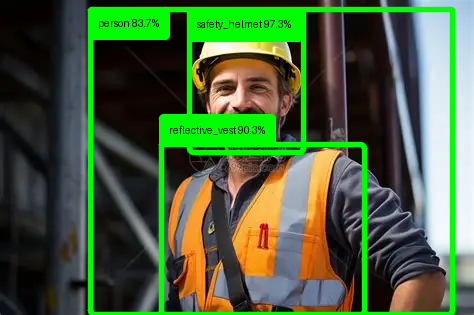 person 83.7%
safety_helmet 97.3%
reflective_vest 90.3%